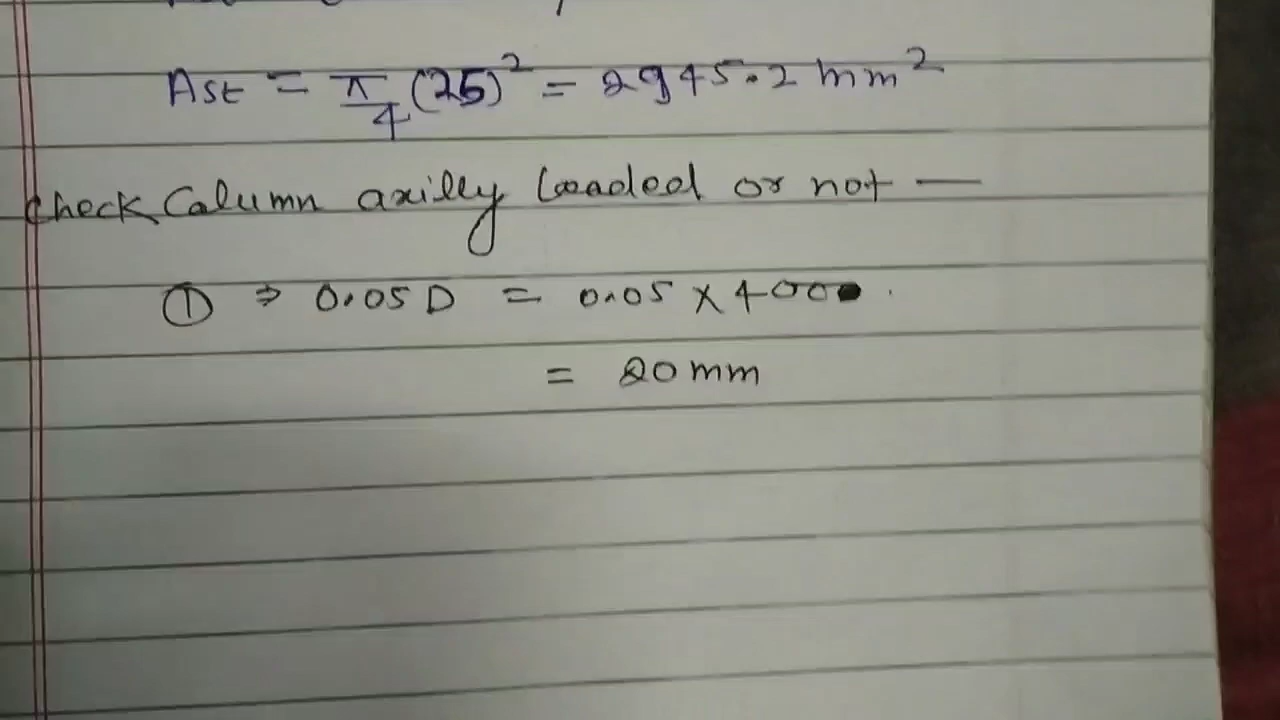 Ast = π/4 (25)² = 2945.2 mm²
Check Calumn axilly Loaded or not —
① ⇒ 0.05 D = 0.05 × 400 .
= 20 mm